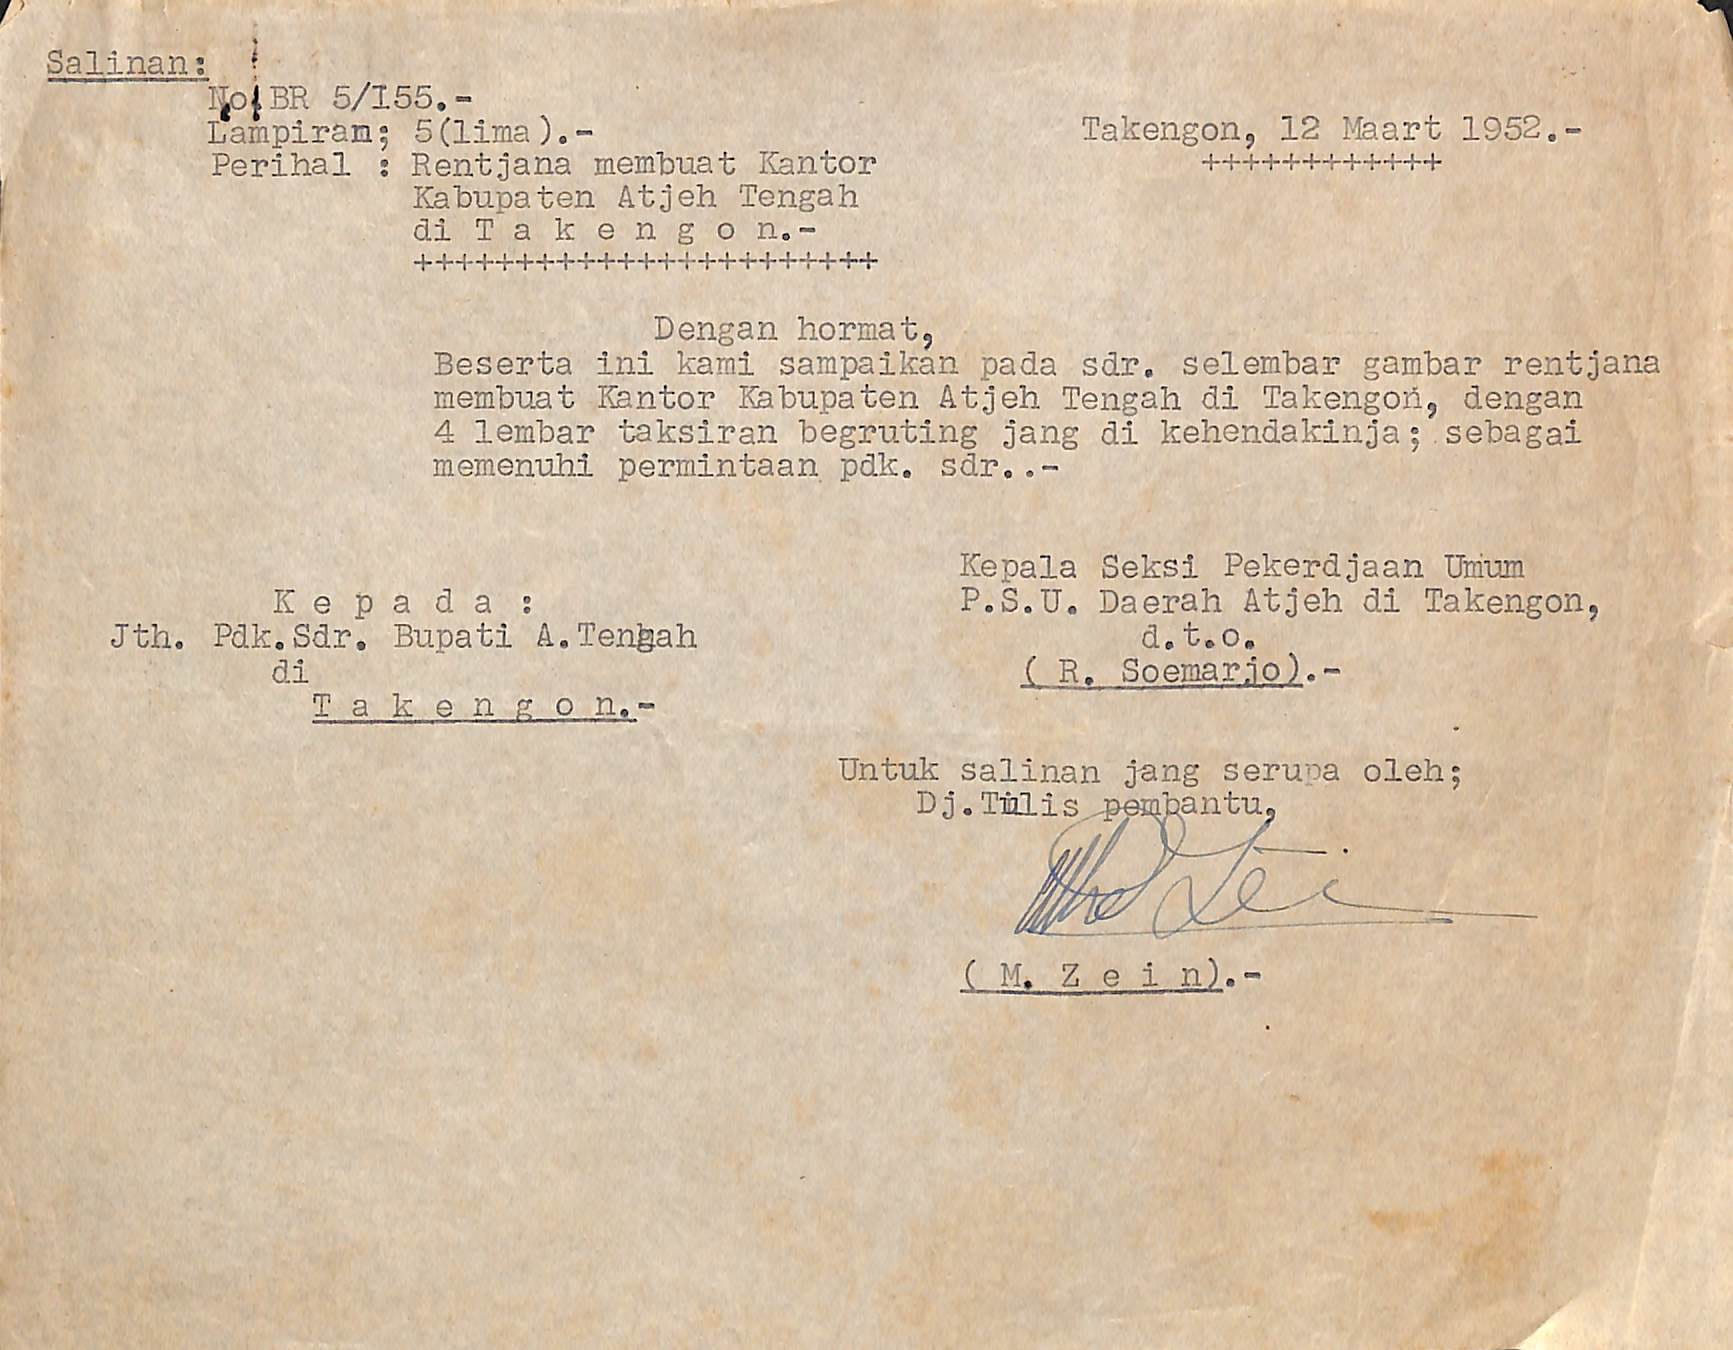 Salinan:
No. BR 5/I55.-
Lampiran; 5(lima).-
Takengon, 12 Maart 1952.-
++++++++++++
Perihal : Rentjana membuat Kantor
Kabupaten Atjeh Tengah
di T a k e n g o n.-
+++++++++++++++++++++++
Dengan hormat,
Beserta ini kami sampaikan pada sdr. selembar gambar rentjana
membuat Kantor Kabupaten Atjeh Tengah di Takengon, dengan
4 lembar taksiran begruting jang di kehendakinja; sebagai
memenuhi permintaan pdk. sdr..-
Kepala Seksi Pekerdjaan Umum
P.S.U. Daerah Atjeh di Takengon,
d.t.o.
( R. Soemarjo).-
K e p a d a :
Jth. Pdk.Sdr. Bupati A.Tengah
di
T a k e n g o n.-
Untuk salinan jang serupa oleh;
Dj.Tulis pembantu,
( M. Z e i n).-